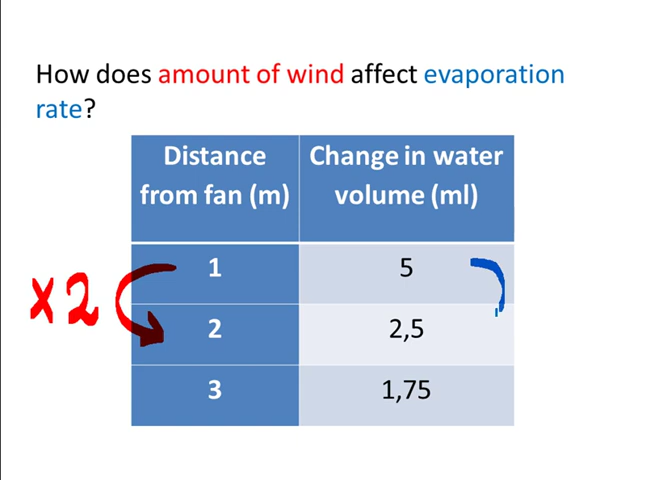 How does amount of wind affect evaporation
rate?
Distance
from fan (m)
Change in water
volume (ml)
1
5
x2
2
2,5
3
1,75